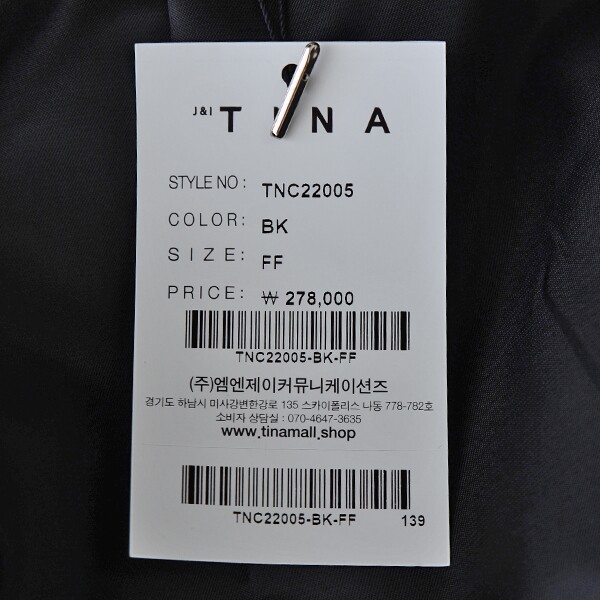 J&I TINA
STYLE NO : TNC22005
COLOR: BK
SIZE: FF
PRICE: ₩ 278,000
TNC22005-BK-FF
(주)엠엔제이커뮤니케이션즈
경기도 하남시 미사강변한강로 135 스카이폴리스 나동 778-782호
소비자 상담실 : 070-4647-3635
www.tinamall.shop
TNC22005-BK-FF 139